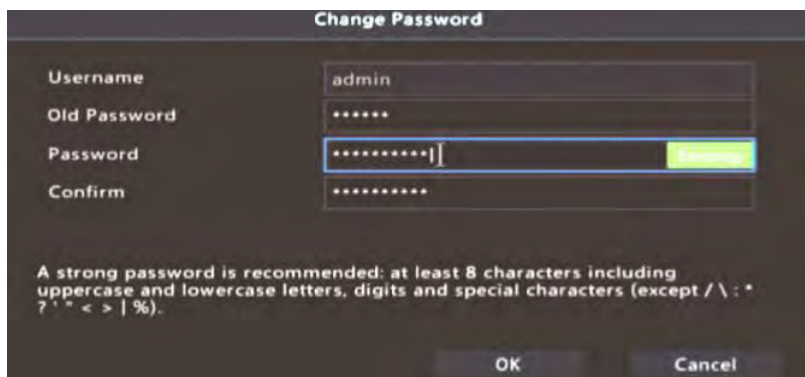 Change Password
Username admin
Old Password ••••••
Password ••••••••••
Confirm ••••••••••
A strong password is recommended: at least 8 characters including
uppercase and lowercase letters, digits and special characters (except / \ : *
? ' " < > | %).
OK Cancel